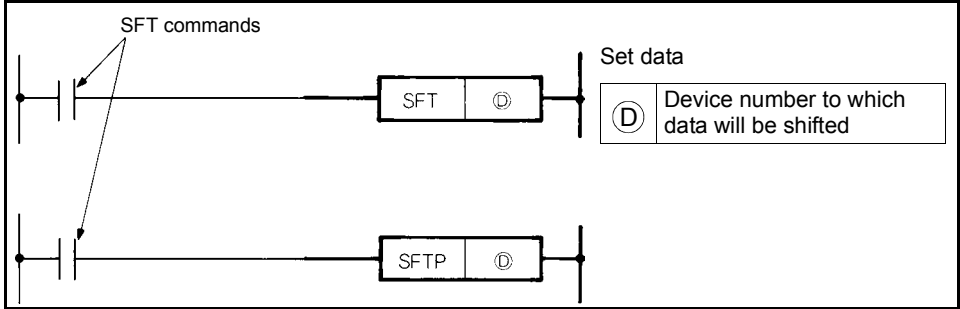 SFT commands
Set data
SFT Ⓓ
Ⓓ Device number to which
data will be shifted
SFTP Ⓓ